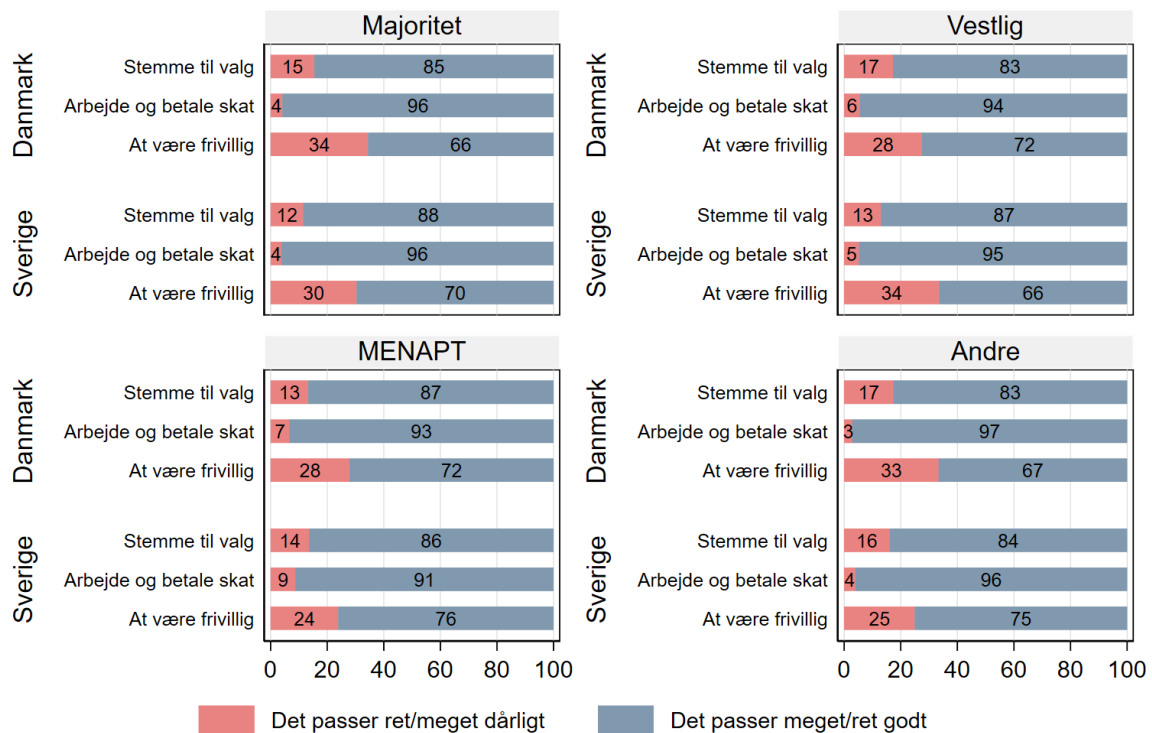 Majoritet
Danmark
Stemme til valg 15 85
Arbejde og betale skat 4 96
At være frivillig 34 66
Sverige
Stemme til valg 12 88
Arbejde og betale skat 4 96
At være frivillig 30 70
Vestlig
Danmark
Stemme til valg 17 83
Arbejde og betale skat 6 94
At være frivillig 28 72
Sverige
Stemme til valg 13 87
Arbejde og betale skat 5 95
At være frivillig 34 66
MENAPT
Danmark
Stemme til valg 13 87
Arbejde og betale skat 7 93
At være frivillig 28 72
Sverige
Stemme til valg 14 86
Arbejde og betale skat 9 91
At være frivillig 24 76
0 20 40 60 80 100
Andre
Danmark
Stemme til valg 17 83
Arbejde og betale skat 3 97
At være frivillig 33 67
Sverige
Stemme til valg 16 84
Arbejde og betale skat 4 96
At være frivillig 25 75
0 20 40 60 80 100
Det passer ret/meget dårligt
Det passer meget/ret godt